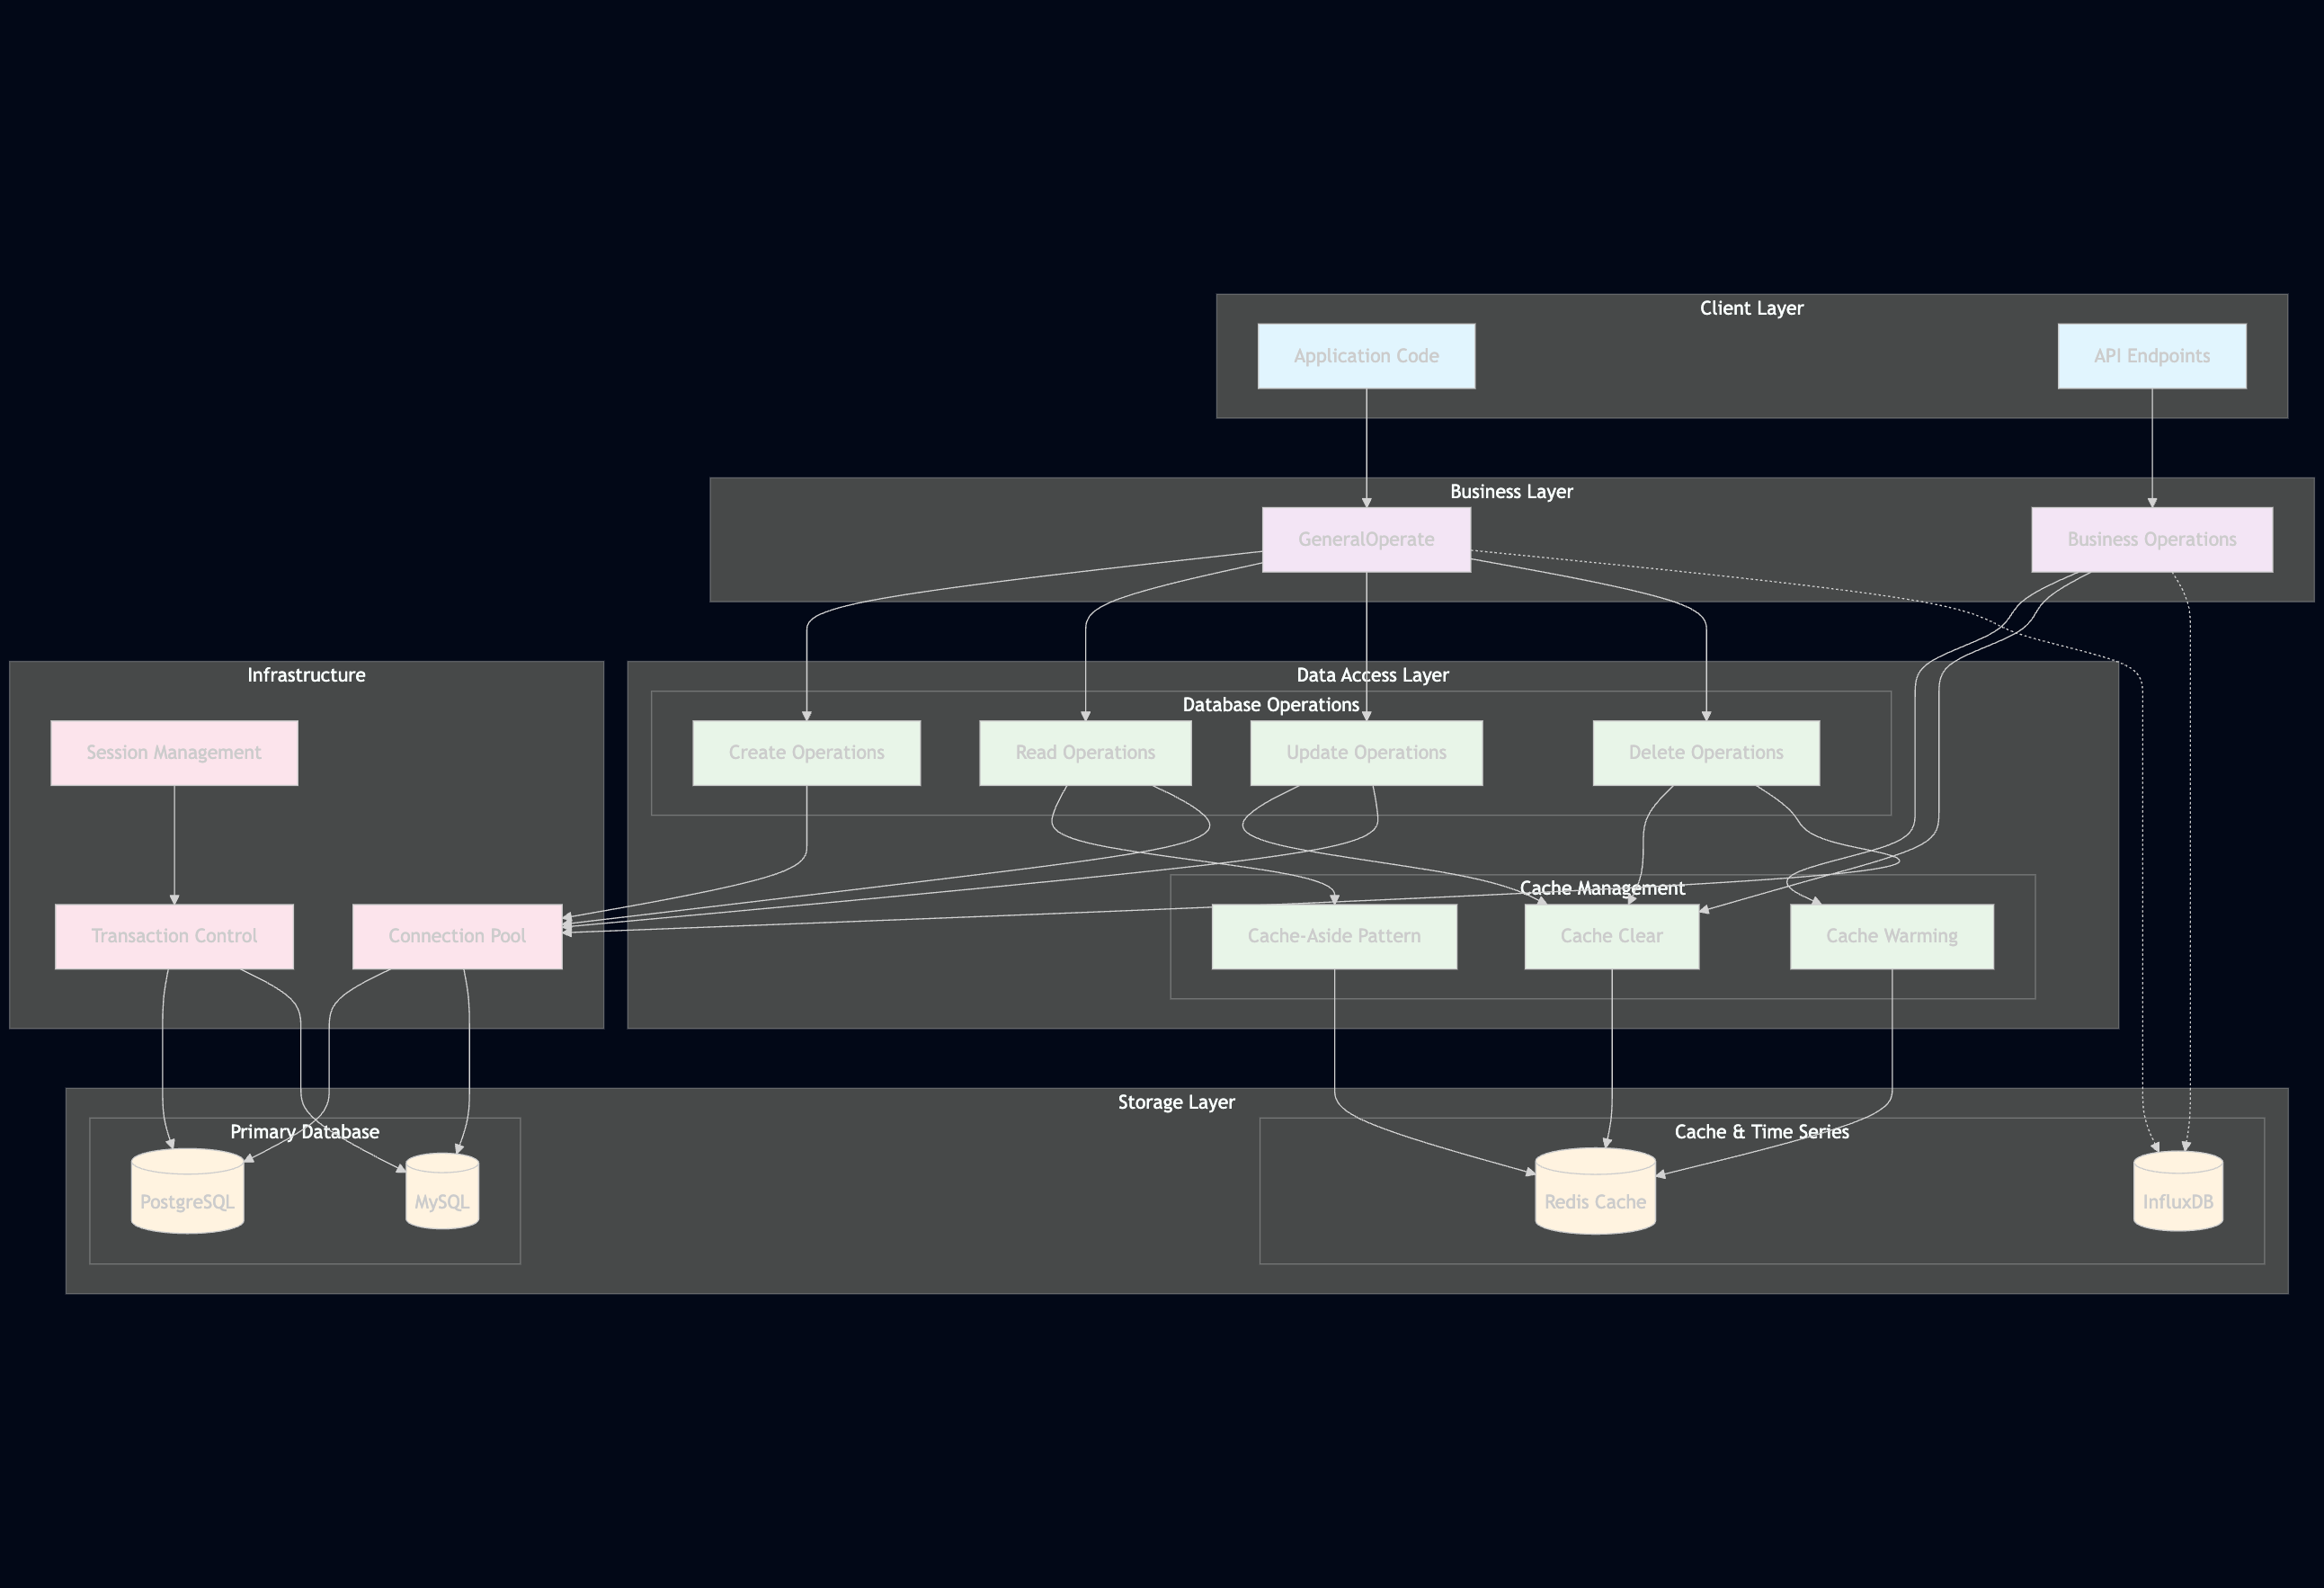 Client Layer
Application Code
API Endpoints
Business Layer
GeneralOperate
Business Operations
Infrastructure
Session Management
Transaction Control
Connection Pool
Data Access Layer
Database Operations
Create Operations
Read Operations
Update Operations
Delete Operations
Cache Management
Cache-Aside Pattern
Cache Clear
Cache Warming
Storage Layer
Primary Database
PostgreSQL
MySQL
Cache & Time Series
Redis Cache
InfluxDB